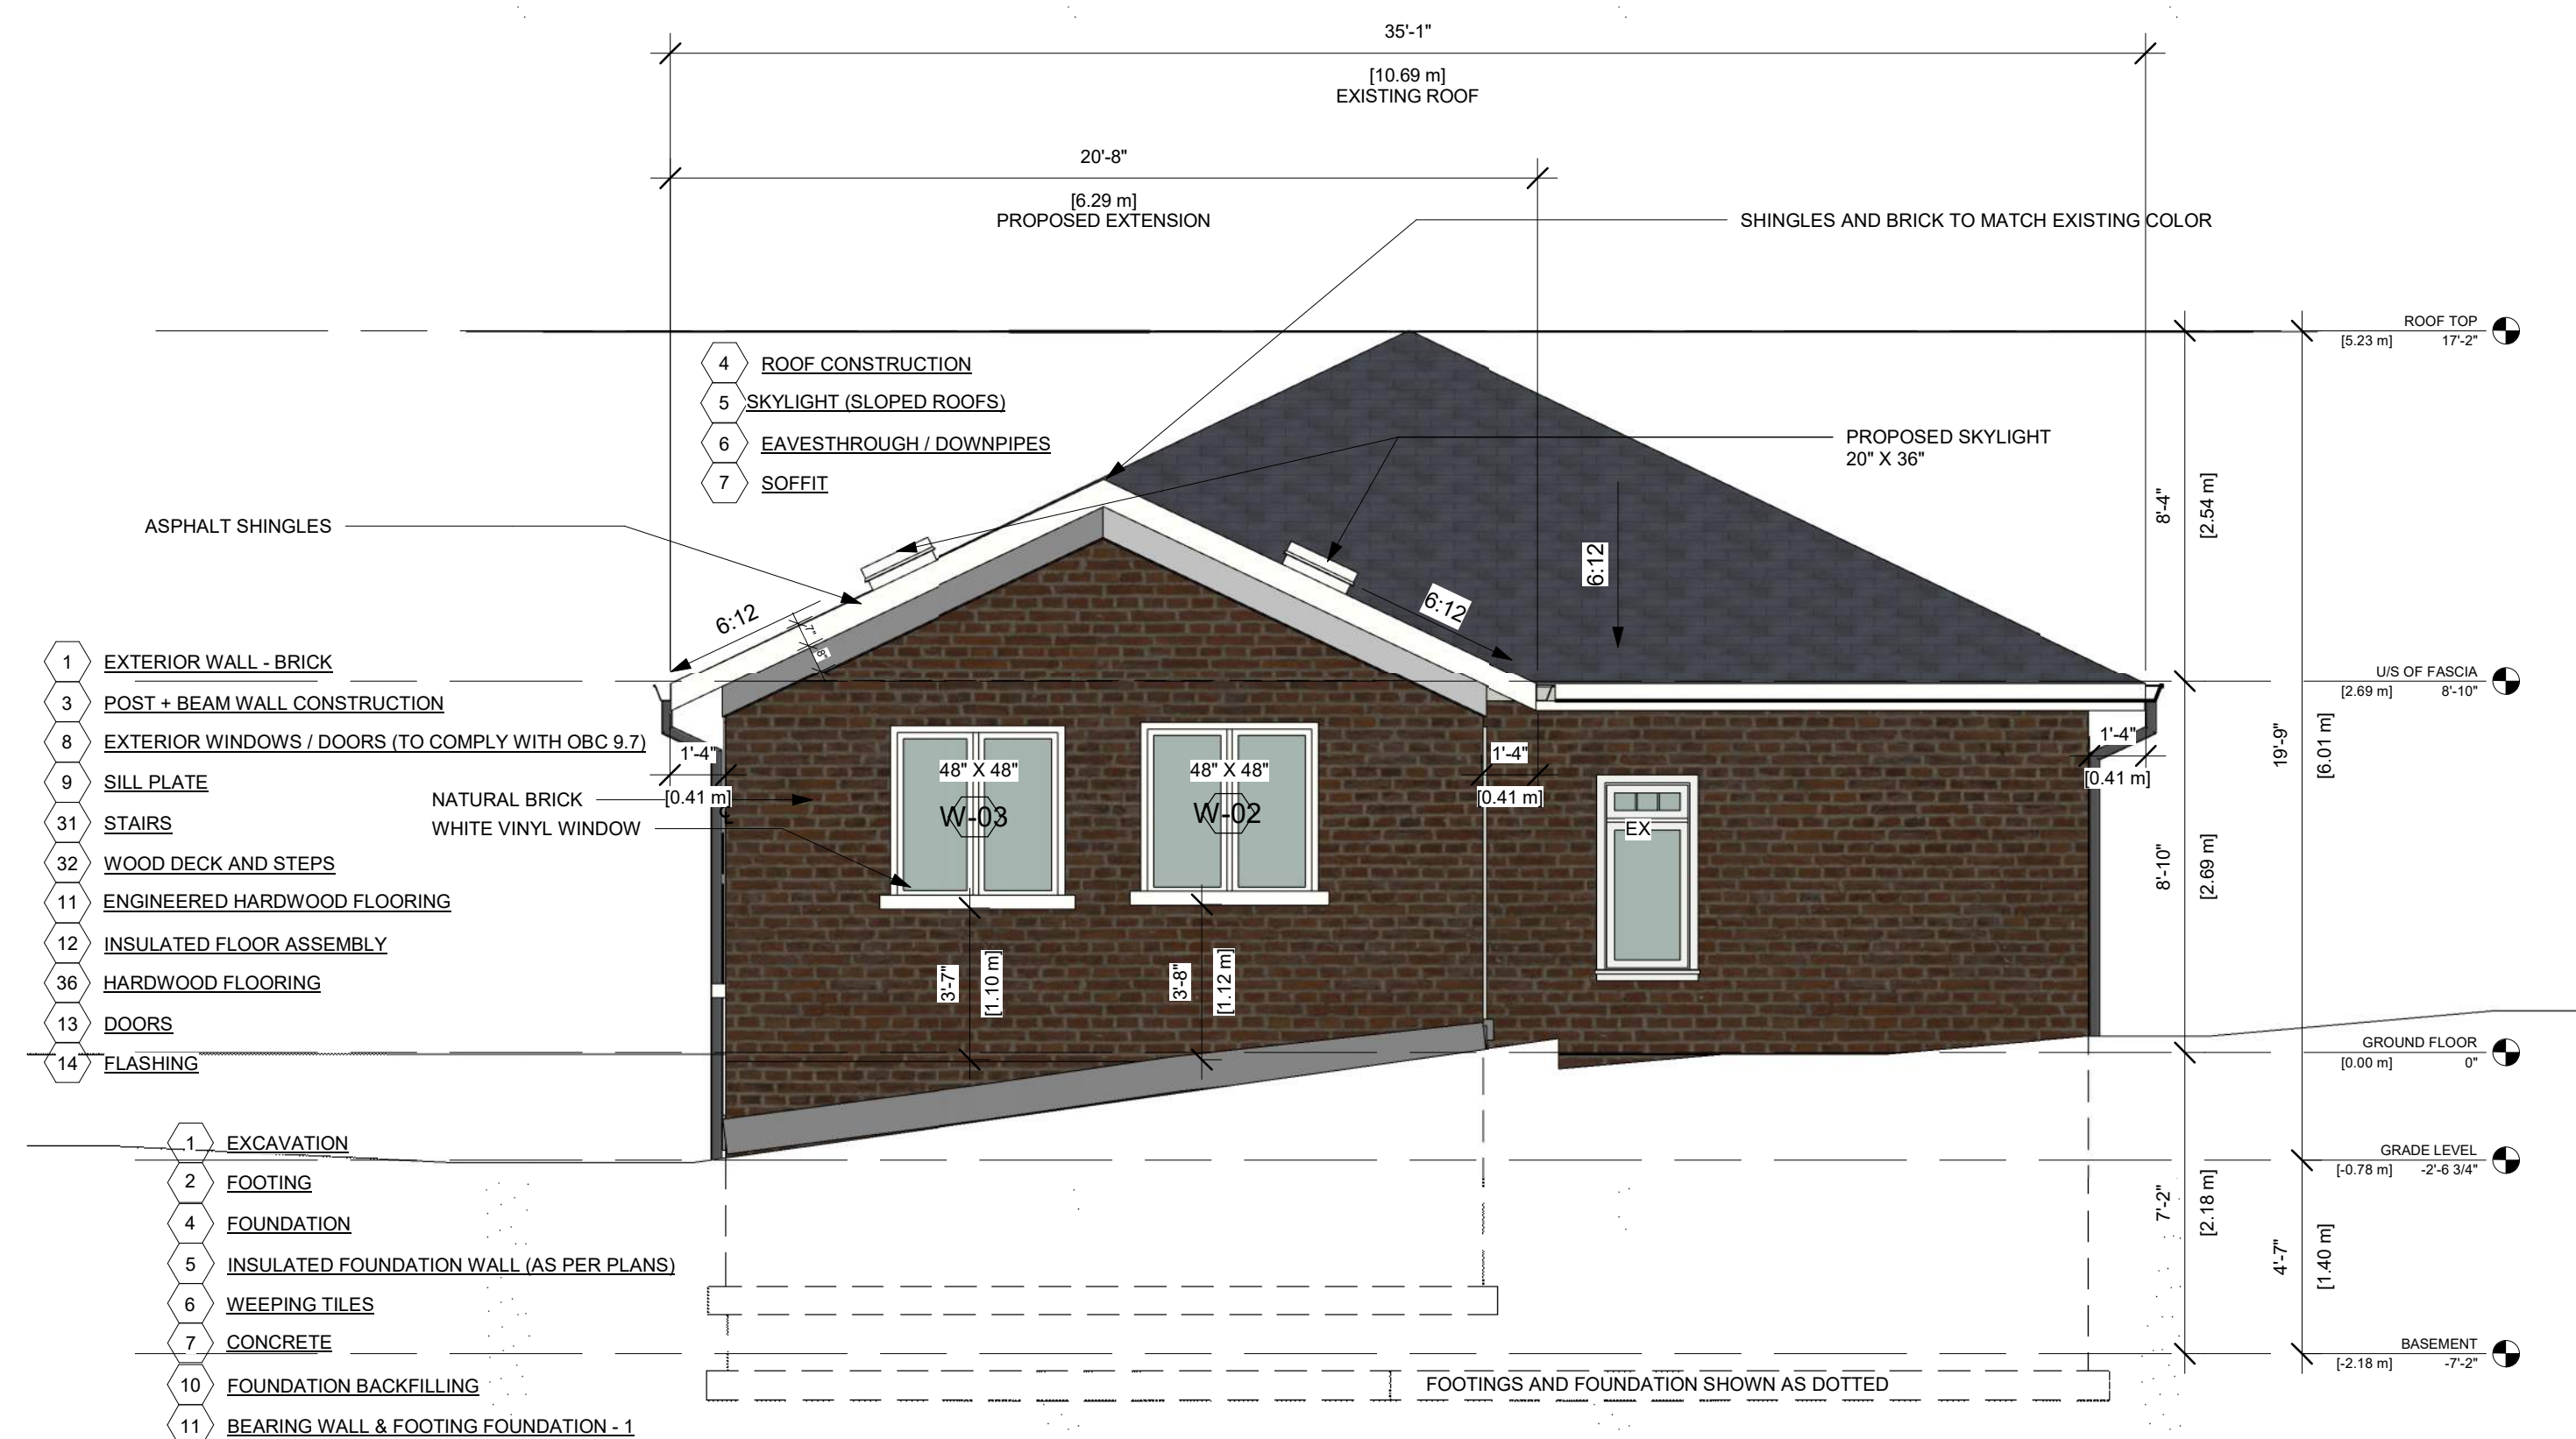 35'-1"
[10.69 m]
EXISTING ROOF
20'-8"
[6.29 m]
PROPOSED EXTENSION
SHINGLES AND BRICK TO MATCH EXISTING COLOR
ROOF TOP
[5.23 m] 17'-2"
4 ROOF CONSTRUCTION
5 SKYLIGHT (SLOPED ROOFS)
6 EAVESTHROUGH / DOWNPIPES
7 SOFFIT
PROPOSED SKYLIGHT
20" X 36"
8'-4"
[2.54 m]
ASPHALT SHINGLES
6:12
7"
8"
6:12
6:12
1 EXTERIOR WALL - BRICK
3 POST + BEAM WALL CONSTRUCTION
8 EXTERIOR WINDOWS / DOORS (TO COMPLY WITH OBC 9.7)
9 SILL PLATE
31 STAIRS
32 WOOD DECK AND STEPS
11 ENGINEERED HARDWOOD FLOORING
12 INSULATED FLOOR ASSEMBLY
36 HARDWOOD FLOORING
13 DOORS
14 FLASHING
U/S OF FASCIA
[2.69 m] 8'-10"
1'-4"
[0.41 m]
1'-4"
[0.41 m]
1'-4"
[0.41 m]
NATURAL BRICK
WHITE VINYL WINDOW
48" X 48"
W-03
48" X 48"
W-02
EX
3'-7"
[1.10 m]
3'-8"
[1.12 m]
19'-9"
[6.01 m]
8'-10"
[2.69 m]
GROUND FLOOR
[0.00 m] 0"
GRADE LEVEL
[-0.78 m] -2'-6 3/4"
7'-2"
[2.18 m]
4'-7"
[1.40 m]
BASEMENT
[-2.18 m] -7'-2"
1 EXCAVATION
2 FOOTING
4 FOUNDATION
5 INSULATED FOUNDATION WALL (AS PER PLANS)
6 WEEPING TILES
7 CONCRETE
10 FOUNDATION BACKFILLING
11 BEARING WALL & FOOTING FOUNDATION - 1
FOOTINGS AND FOUNDATION SHOWN AS DOTTED